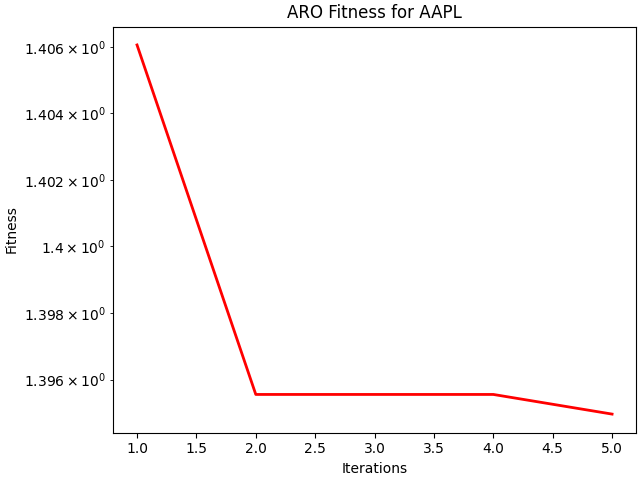 ARO Fitness for AAPL
Fitness
1.406 × 10⁰
1.404 × 10⁰
1.402 × 10⁰
1.4 × 10⁰
1.398 × 10⁰
1.396 × 10⁰
1.0 1.5 2.0 2.5 3.0 3.5 4.0 4.5 5.0
Iterations